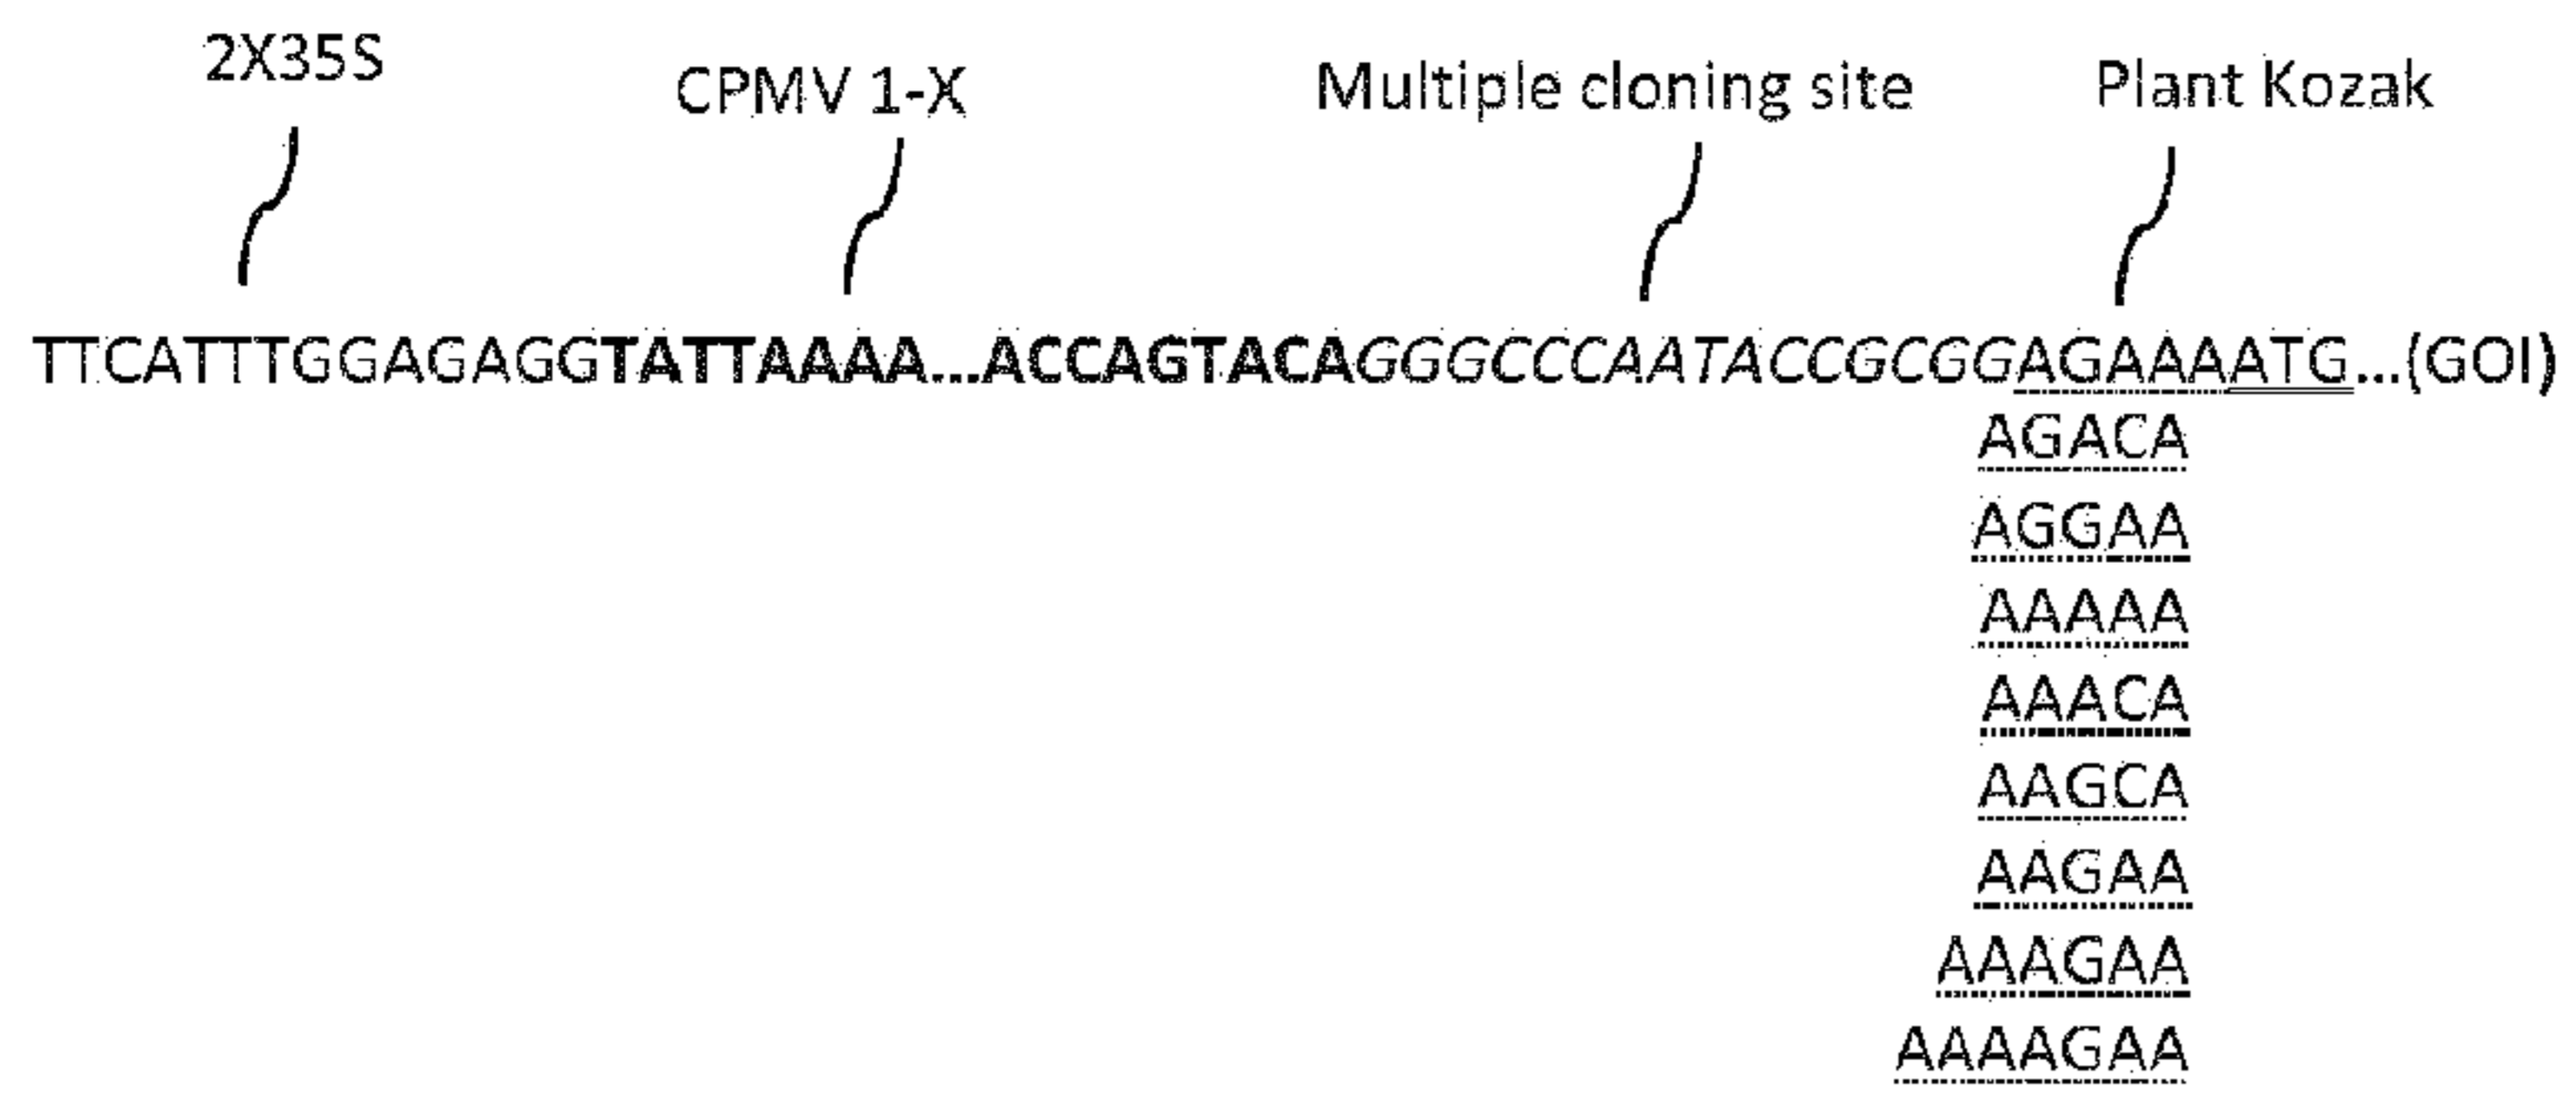 2X35S
CPMV 1-X
Multiple cloning site
Plant Kozak
TTCATTTGGAGAGGTATTAAAA...ACCAGTACAGGGCCCAATACCGCGGAGAAAATG...(GOI)
AGACA
AGGAA
AAAAA
AAACA
AAGCA
AAGAA
AAAGAA
AAAAGAA